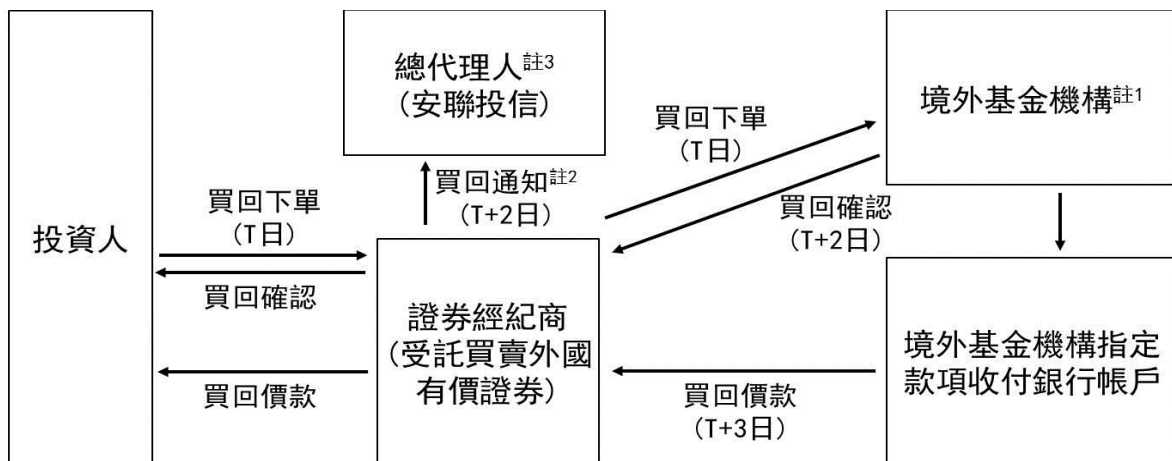 投資人
買回下單
(T日)
買回確認
買回價款
總代理人註3
(安聯投信)
買回通知註2
(T+2日)
證券經紀商
(受託買賣外國
有價證券)
買回下單
(T日)
買回確認
(T+2日)
買回價款
(T+3日)
境外基金機構註1
境外基金機構指定
款項收付銀行帳戶